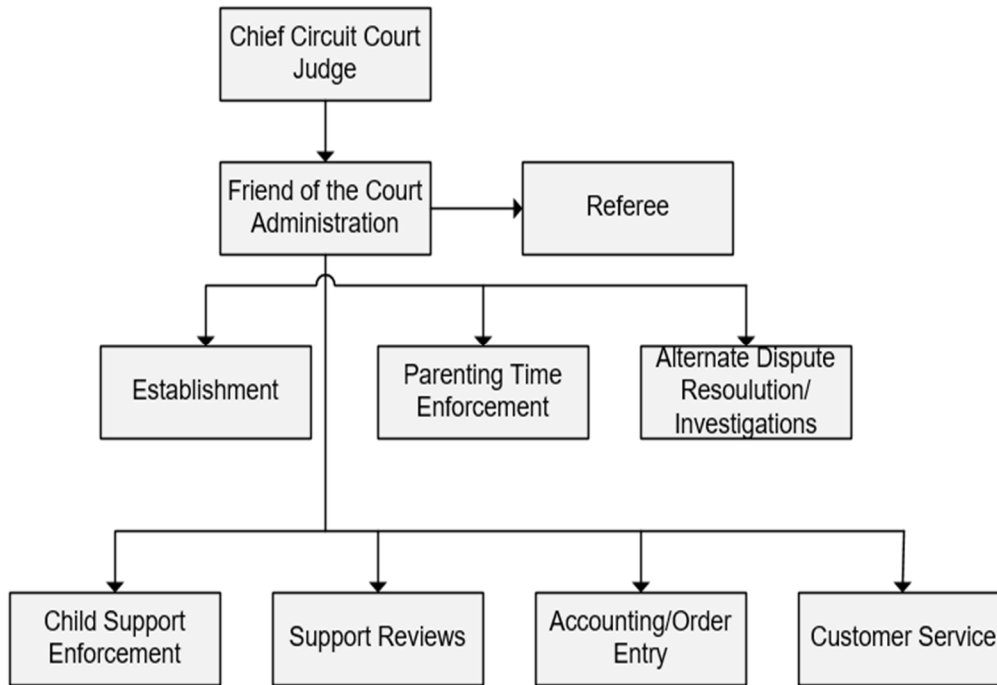 Chief Circuit Court
Judge
Friend of the Court
Administration
Referee
Establishment
Parenting Time
Enforcement
Alternate Dispute
Resoulution/
Investigations
Child Support
Enforcement
Support Reviews
Accounting/Order
Entry
Customer Service